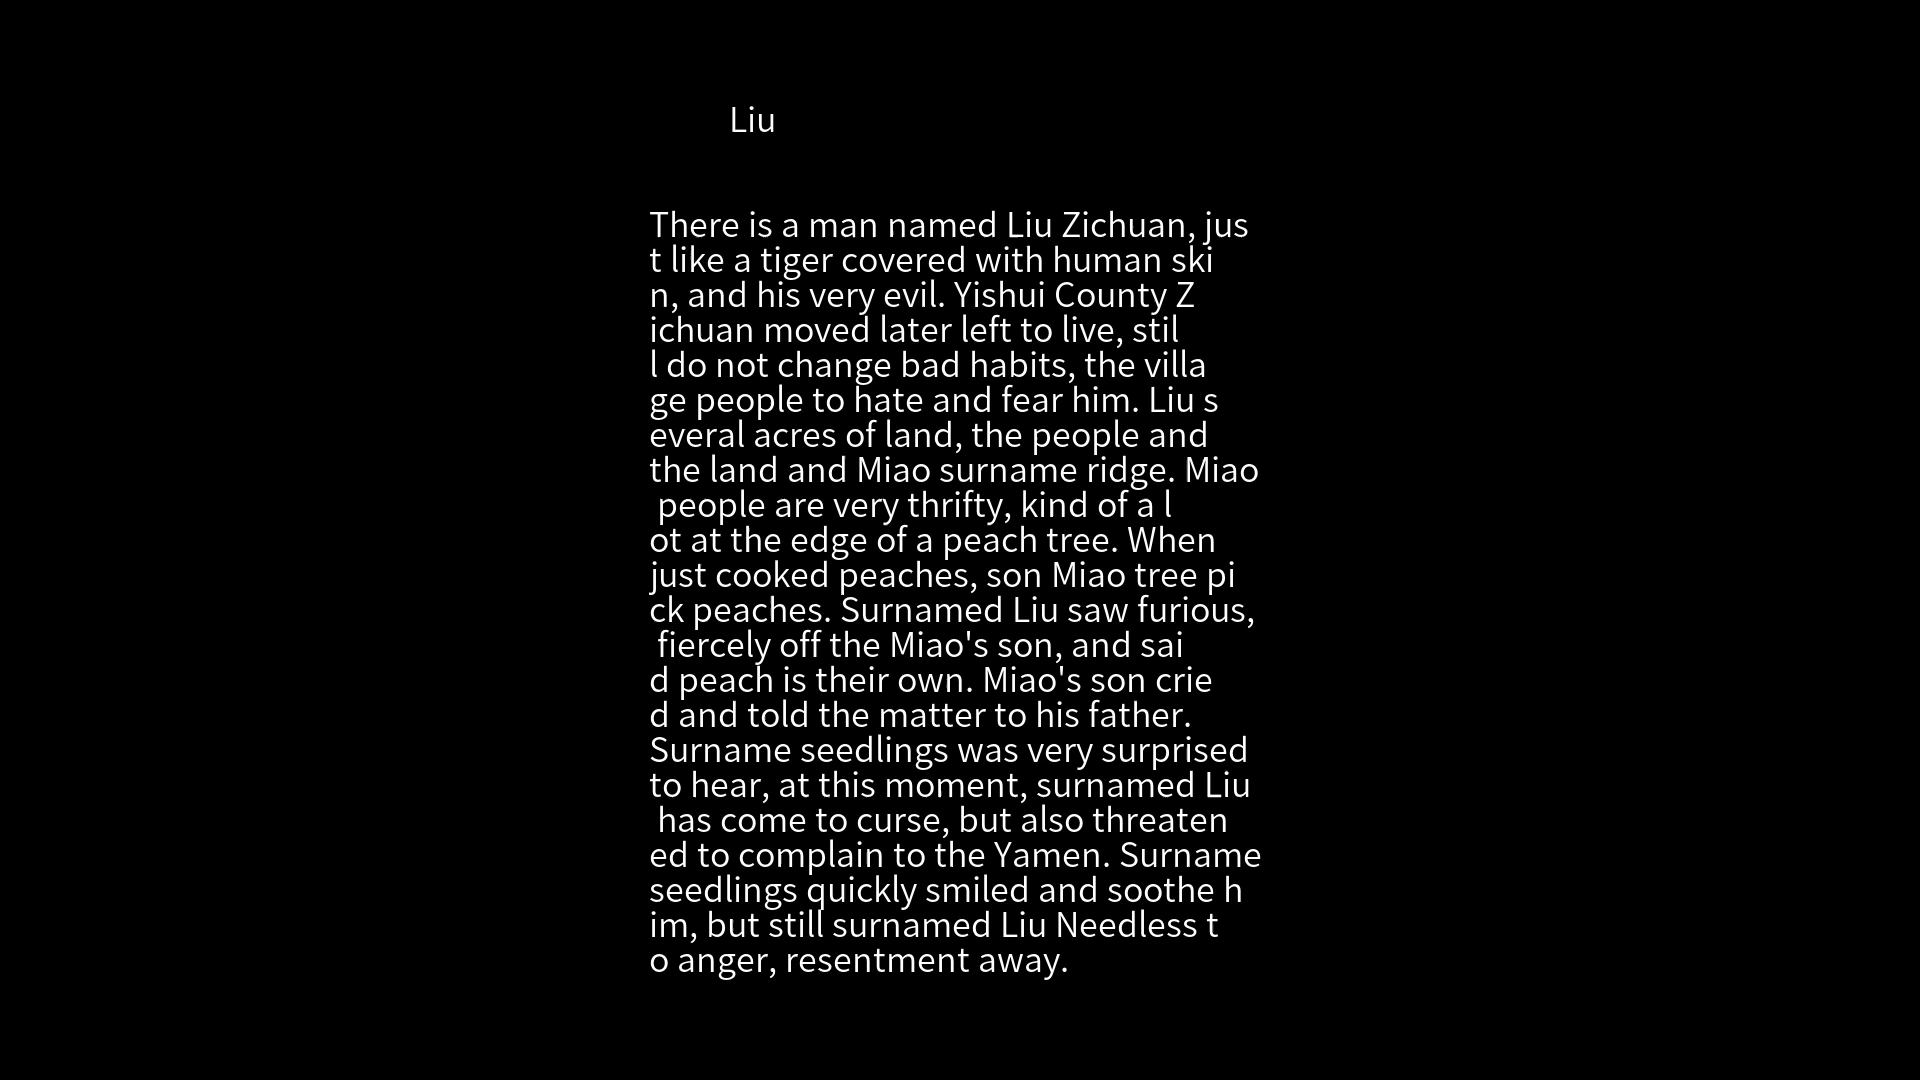 Liu
There is a man named Liu Zichuan, jus
t like a tiger covered with human ski
n, and his very evil. Yishui County Z
ichuan moved later left to live, stil
l do not change bad habits, the villa
ge people to hate and fear him. Liu s
everal acres of land, the people and
the land and Miao surname ridge. Miao
people are very thrifty, kind of a l
ot at the edge of a peach tree. When
just cooked peaches, son Miao tree pi
ck peaches. Surnamed Liu saw furious,
fiercely off the Miao's son, and sai
d peach is their own. Miao's son crie
d and told the matter to his father.
Surname seedlings was very surprised
to hear, at this moment, surnamed Liu
has come to curse, but also threaten
ed to complain to the Yamen. Surname
seedlings quickly smiled and soothe h
im, but still surnamed Liu Needless t
o anger, resentment away.